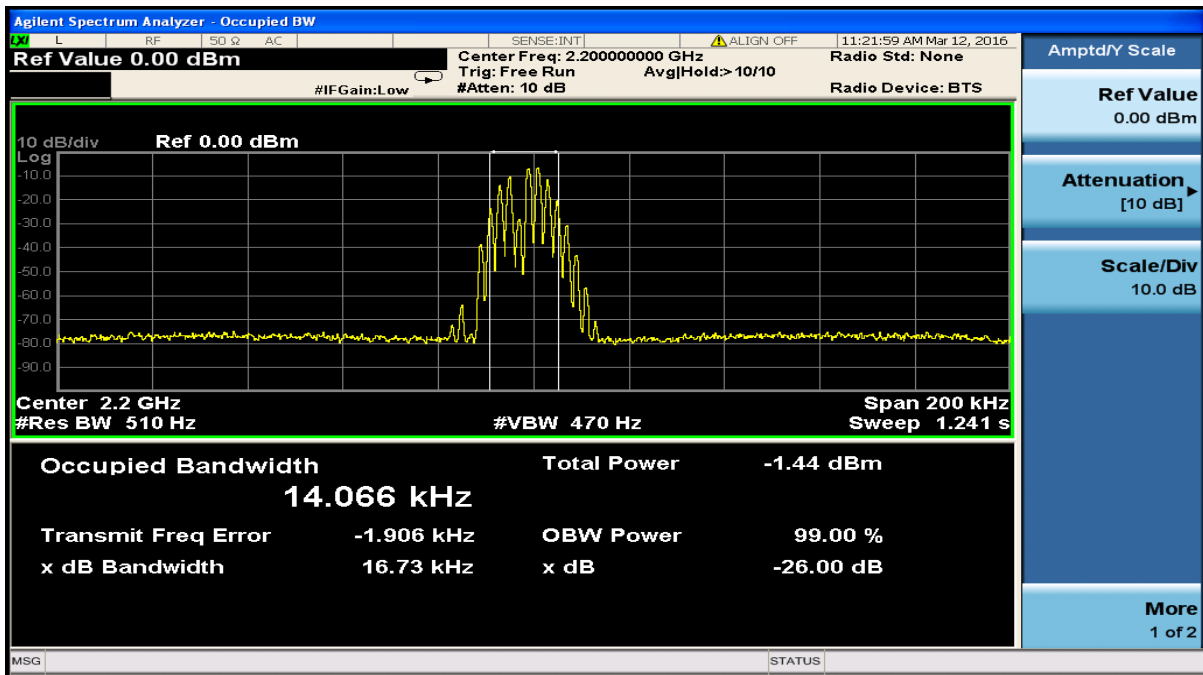 Agilent Spectrum Analyzer - Occupied BW
LXI L RF 50 Ω AC SENSE:INT ALIGN OFF 11:21:59 AM Mar 12, 2016
Ref Value 0.00 dBm
Center Freq: 2.200000000 GHz
Radio Std: None
Trig: Free Run
Avg|Hold:>10/10
#IFGain:Low
#Atten: 10 dB
Radio Device: BTS
10 dB/div
Ref 0.00 dBm
Log
-10.0
-20.0
-30.0
-40.0
-50.0
-60.0
-70.0
-80.0
-90.0
Center 2.2 GHz
Span 200 kHz
#Res BW 510 Hz
#VBW 470 Hz
Sweep 1.241 s
Occupied Bandwidth
14.066 kHz
Total Power -1.44 dBm
Transmit Freq Error -1.906 kHz
OBW Power 99.00 %
x dB Bandwidth 16.73 kHz
x dB -26.00 dB
Amptd/Y Scale
Ref Value
0.00 dBm
Attenuation
[10 dB]
Scale/Div
10.0 dB
More
1 of 2
MSG
STATUS